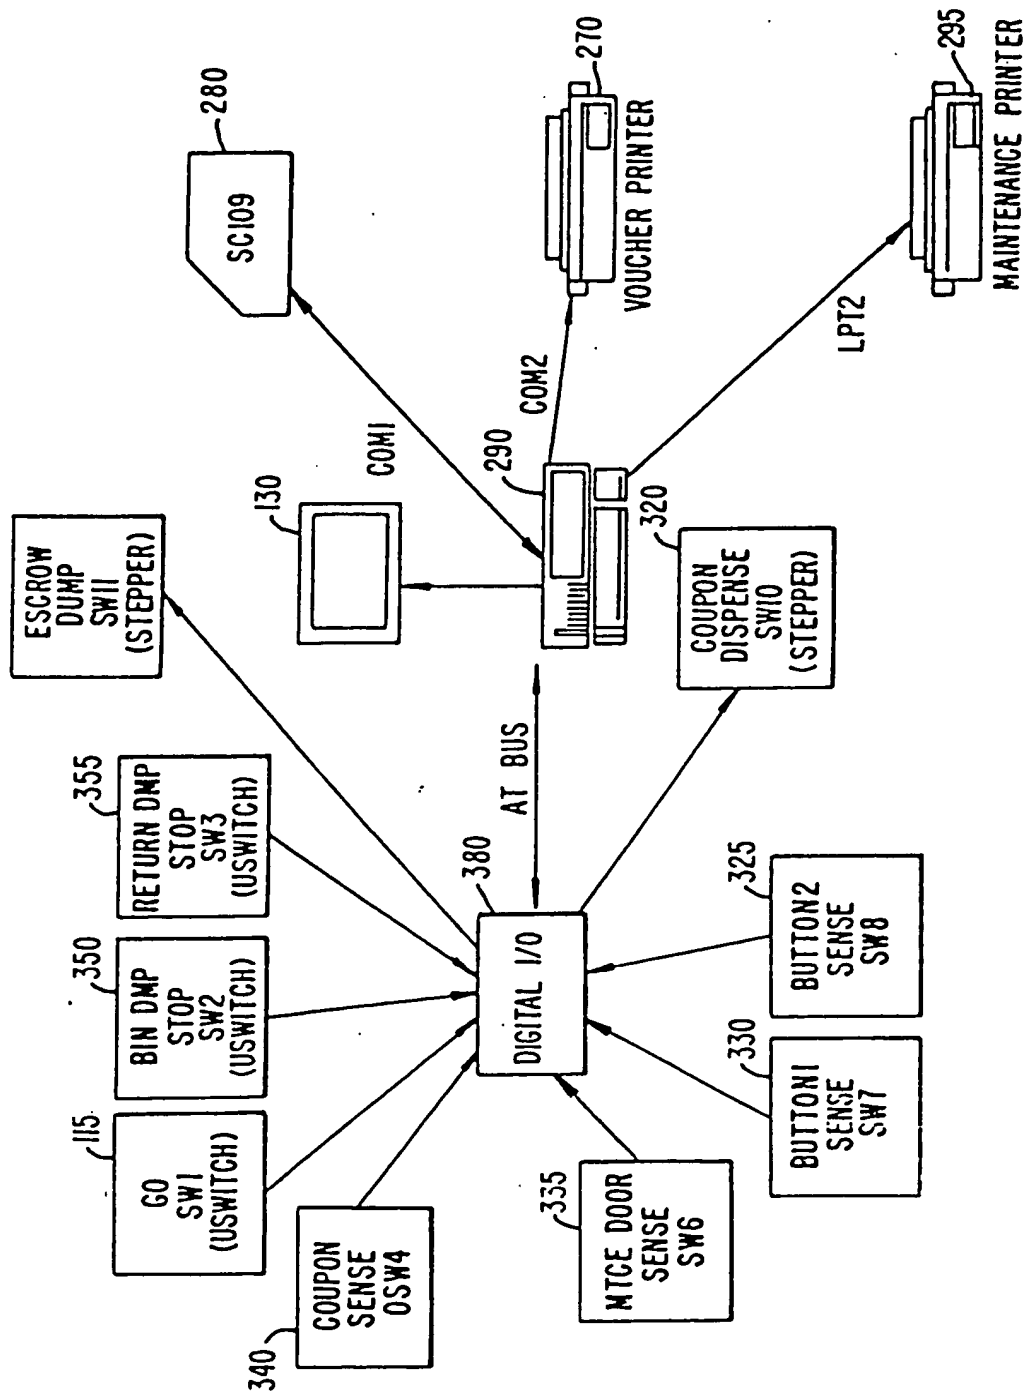 115
GO
SW1
(USWITCH)
350
BIN DMP
STOP
SW2
(USWITCH)
355
RETURN DMP
STOP
SW3
(USWITCH)
ESCROW
DUMP
SW11
(STEPPER)
340
COUPON
SENSE
OSW4
335
MTCE DOOR
SENSE
SW6
330
BUTTON1
SENSE
SW7
325
BUTTON2
SENSE
SW8
380
DIGITAL I/O
AT BUS
320
COUPON
DISPENSE
SW10
(STEPPER)
130
290
COM1
COM2
LPT2
280
SC109
270
VOUCHER PRINTER
295
MAINTENANCE PRINTER